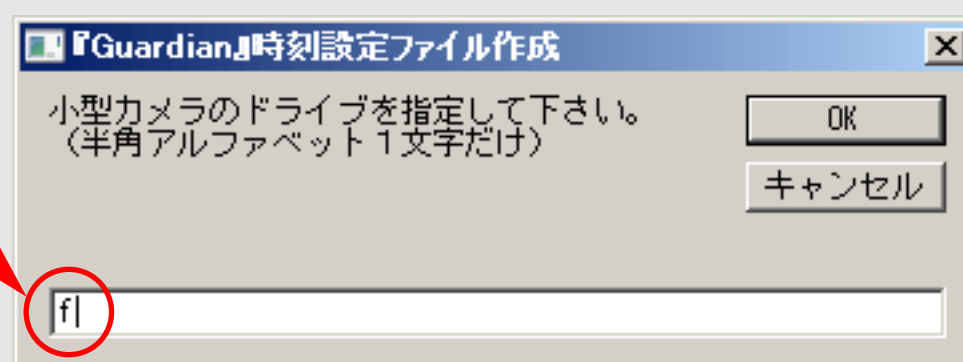 『Guardian』時刻設定ファイル作成
小型カメラのドライブを指定して下さい。
（半角アルファベット１文字だけ）
OK
キャンセル
f